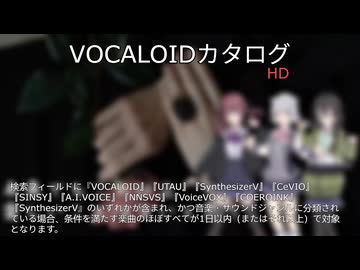 VOCALOIDカタログ
HD
検索フィールドに『VOCALOID』『UTAU』『SynthesizerV』『CeVIO』
『SINSY』『A.I.VOICE』『NNSVS』『VoiceVOX』『COEROINK』
『SynthesizerV』のいずれかが含まれ、かつ音楽・サウンドジャンルに分類され
ている場合、条件を満たす楽曲のほぼすべてが1日以内（またはそれ以上）で対象
となります。